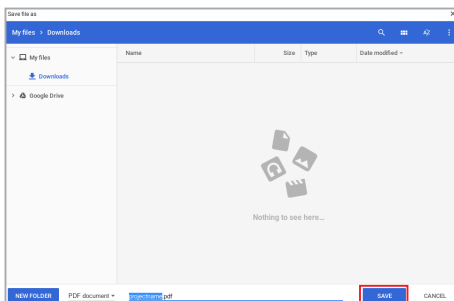 Save file as
My files > Downloads
Name Size Type Date modified
My files
Downloads
Google Drive
Nothing to see here...
NEW FOLDER PDF document projectname.pdf SAVE CANCEL